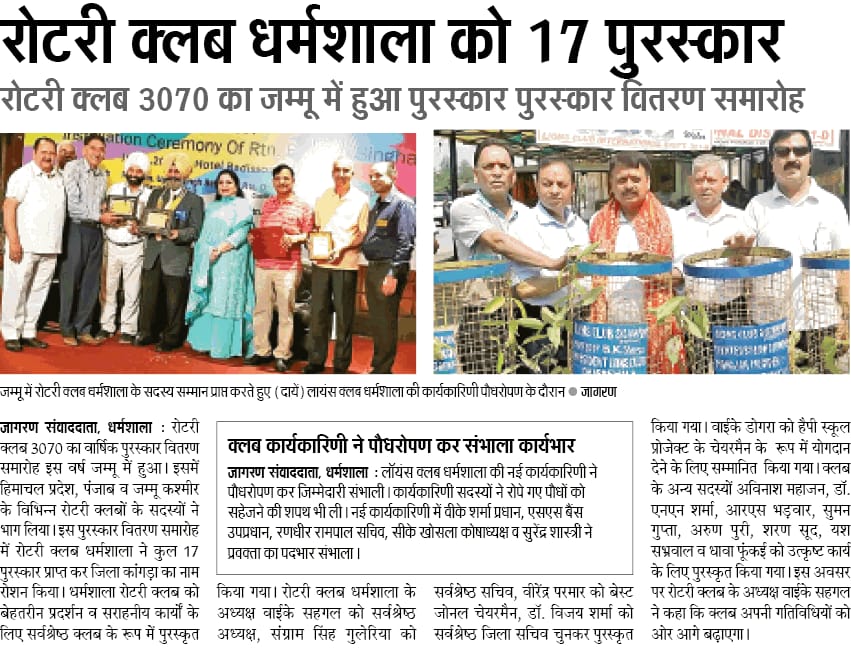 रोटरी क्लब धर्मशाला को 17 पुरस्कार
रोटरी क्लब 3070 का जम्मू में हुआ पुरस्कार पुरस्कार वितरण समारोह
Ceremony Of Rtn.
Hotel Radisso
जम्मू में रोटरी क्लब धर्मशाला के सदस्य सम्मान प्राप्त करते हुए (दायें) लायंस क्लब धर्मशाला की कार्यकारिणी पौधरोपण के दौरान ● जागरण
जागरण संवाददाता, धर्मशाला : रोटरी
क्लब 3070 का वार्षिक पुरस्कार वितरण
समारोह इस वर्ष जम्मू में हुआ। इसमें
हिमाचल प्रदेश, पंजाब व जम्मू कश्मीर
के विभिन्न रोटरी क्लबों के सदस्यों ने
भाग लिया। इस पुरस्कार वितरण समारोह
में रोटरी क्लब धर्मशाला ने कुल 17
पुरस्कार प्राप्त कर जिला कांगड़ा का नाम
रोशन किया। धर्मशाला रोटरी क्लब को
बेहतरीन प्रदर्शन व सराहनीय कार्यों के
लिए सर्वश्रेष्ठ क्लब के रूप में पुरस्कृत
क्लब कार्यकारिणी ने पौधरोपण कर संभाला कार्यभार
जागरण संवाददाता, धर्मशाला : लॉयंस क्लब धर्मशाला की नई कार्यकारिणी ने
पौधरोपण कर जिम्मेदारी संभाली। कार्यकारिणी सदस्यों ने रोपे गए पौधों को
सहेजने की शपथ भी ली। नई कार्यकारिणी में वीके शर्मा प्रधान, एसएस बैंस
उपप्रधान, रणधीर रामपाल सचिव, सीके खोसला कोषाध्यक्ष व सुरेंद्र शास्त्री ने
प्रवक्ता का पदभार संभाला।
किया गया। रोटरी क्लब धर्मशाला के
अध्यक्ष वाईके सहगल को सर्वश्रेष्ठ
अध्यक्ष, संग्राम सिंह गुलेरिया को
सर्वश्रेष्ठ सचिव, वीरेंद्र परमार को बेस्ट
जोनल चेयरमैन, डॉ. विजय शर्मा को
सर्वश्रेष्ठ जिला सचिव चुनकर पुरस्कृत
किया गया। वाईके डोगरा को हैपी स्कूल
प्रोजेक्ट के चेयरमैन के रूप में योगदान
देने के लिए सम्मानित किया गया। क्लब
के अन्य सदस्यों अविनाश महाजन, डॉ.
एनएन शर्मा, आरएस भड़वार, सुमन
गुप्ता, अरुण पुरी, शरण सूद, यश
सभ्रवाल व धावा फूंकई को उत्कृष्ट कार्य
के लिए पुरस्कृत किया गया। इस अवसर
पर रोटरी क्लब के अध्यक्ष वाईके सहगल
ने कहा कि क्लब अपनी गतिविधियों को
ओर आगे बढ़ाएगा।